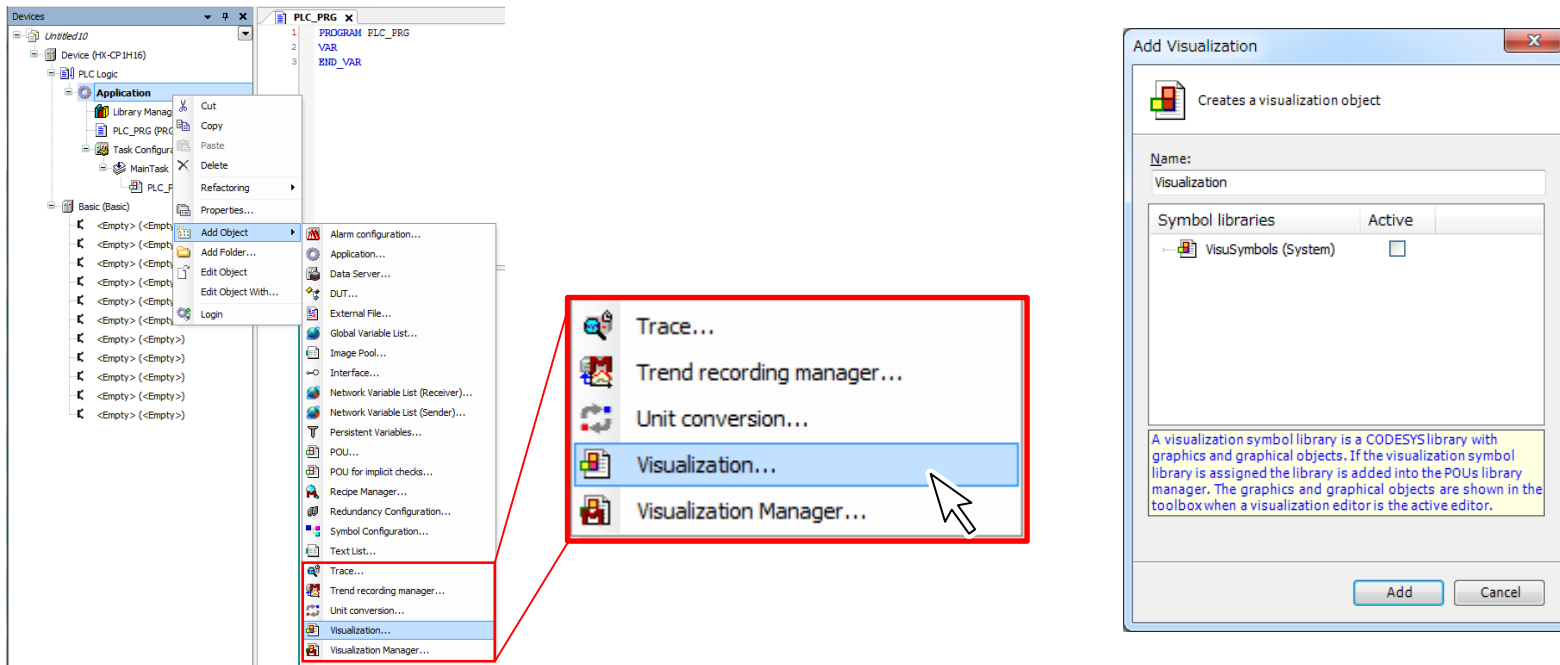 Devices
Untitled10
Device (HX-CP1H16)
PLC Logic
Application
Library Manag
PLC_PRG (PRG
Task Configura
MainTask
PLC_P
Basic (Basic)
<Empty> (<Empt
<Empty> (<Empt
<Empty> (<Empt
<Empty> (<Empt
<Empty> (<Empt
<Empty> (<Empt
<Empty> (<Empty>)
<Empty> (<Empty>)
<Empty> (<Empty>)
<Empty> (<Empty>)
<Empty> (<Empty>)
Cut
Copy
Paste
Delete
Refactoring
Properties...
Add Object
Add Folder...
Edit Object
Edit Object With...
Login
PLC_PRG
1 PROGRAM PLC_PRG
2 VAR
3 END_VAR
Alarm configuration...
Application...
Data Server...
DUT...
External File...
Global Variable List...
Image Pool...
Interface...
Network Variable List (Receiver)...
Network Variable List (Sender)...
Persistent Variables...
POU...
POU for implicit checks...
Recipe Manager...
Redundancy Configuration...
Symbol Configuration...
Text List...
Trace...
Trend recording manager...
Unit conversion...
Visualization...
Visualization Manager...
Trace...
Trend recording manager...
Unit conversion...
Visualization...
Visualization Manager...
Add Visualization
Creates a visualization object
Name:
Visualization
Symbol libraries Active
VisuSymbols (System)
A visualization symbol library is a CODESYS library with
graphics and graphical objects. If the visualization symbol
library is assigned the library is added into the POUs library
manager. The graphics and graphical objects are shown in the
toolbox when a visualization editor is the active editor.
Add Cancel